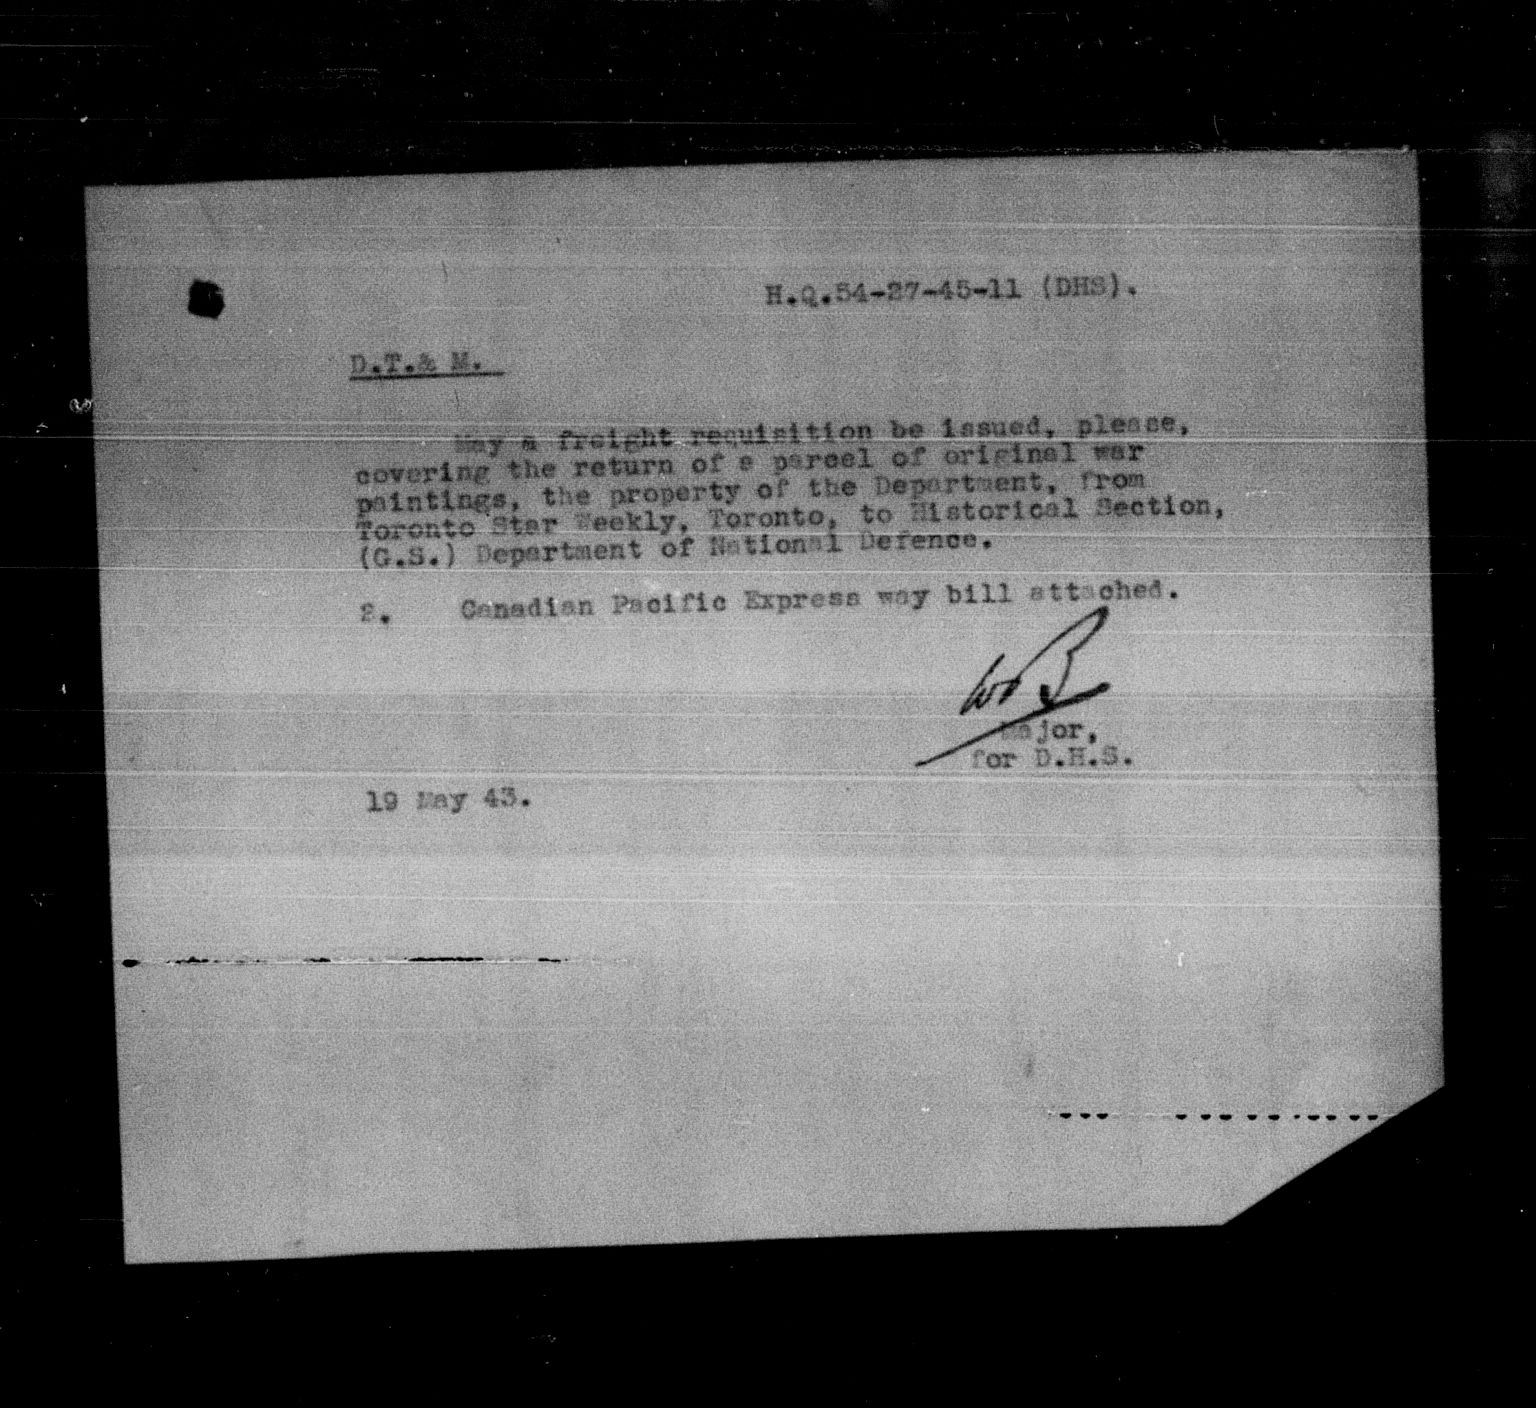 H.Q.54-27-45-11 (DHS).
D.T.& M.
May a freight requisition be issued, please,
covering the return of a parcel of original war
paintings, the property of the Department, from
Toronto Star Weekly, Toronto, to Historical Section,
(G.S.) Department of National Defence.
2. Canadian Pacific Express way bill attached.
Major,
for D.H.S.
19 May 43.